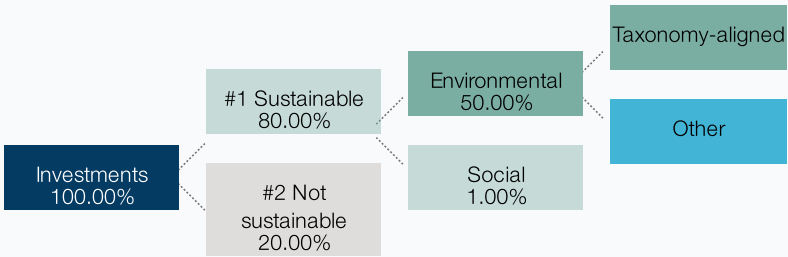 Investments
100.00%
#1 Sustainable
80.00%
#2 Not
sustainable
20.00%
Environmental
50.00%
Social
1.00%
Taxonomy-aligned
Other